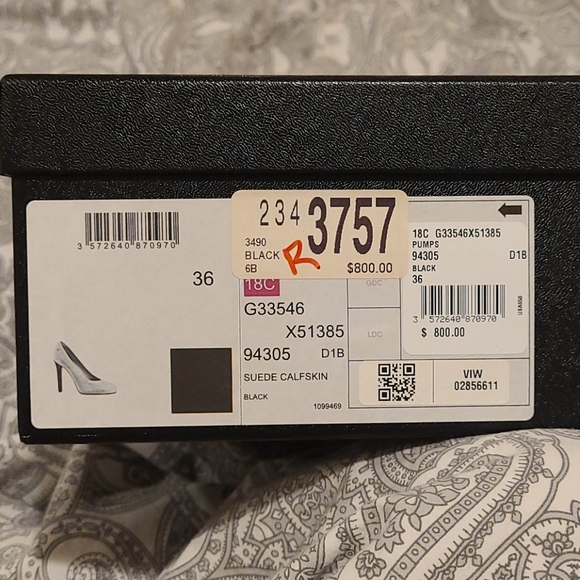 3 572640 870970
36
234 3757
3490
BLACK R
6B $800.00
18C
G33546
X51385
94305 D1B
SUEDE CALFSKIN
BLACK
1099469
GDC
LDC
18C G33546X51385
PUMPS
94305 D1B
BLACK
36
3 572640 870970
$ 800.00
VIW
02856611